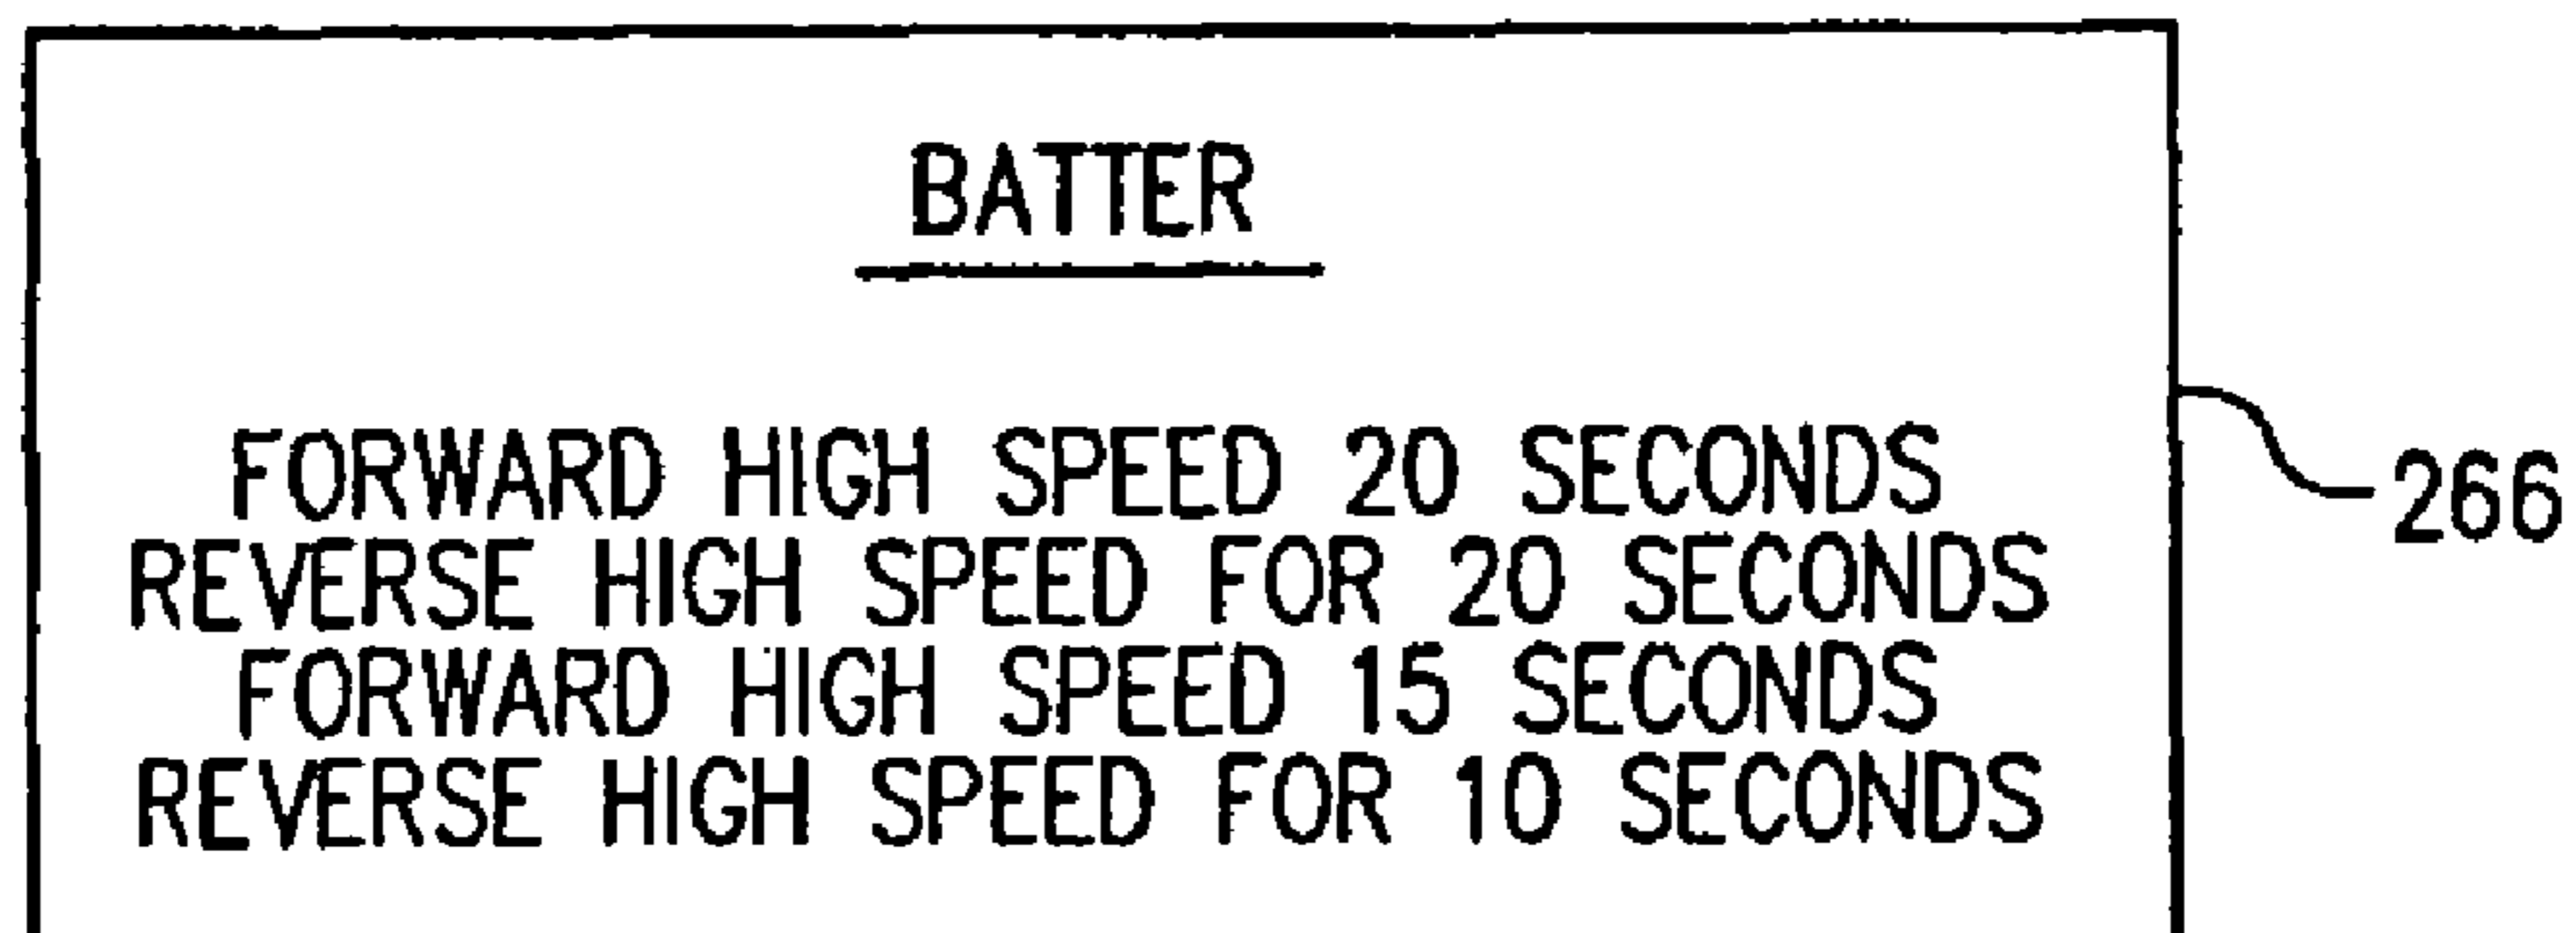 BATTER
FORWARD HIGH SPEED 20 SECONDS
REVERSE HIGH SPEED FOR 20 SECONDS
FORWARD HIGH SPEED 15 SECONDS
REVERSE HIGH SPEED FOR 10 SECONDS
266